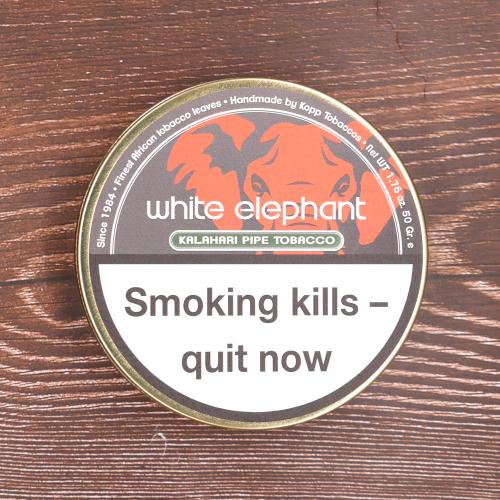 Since 1984 • Finest African tobacco leaves • Handmade by Kopp Tobaccos • Net WT. 1.76 oz. 50 Gr. e
white elephant
KALAHARI PIPE TOBACCO
Smoking kills –
quit now